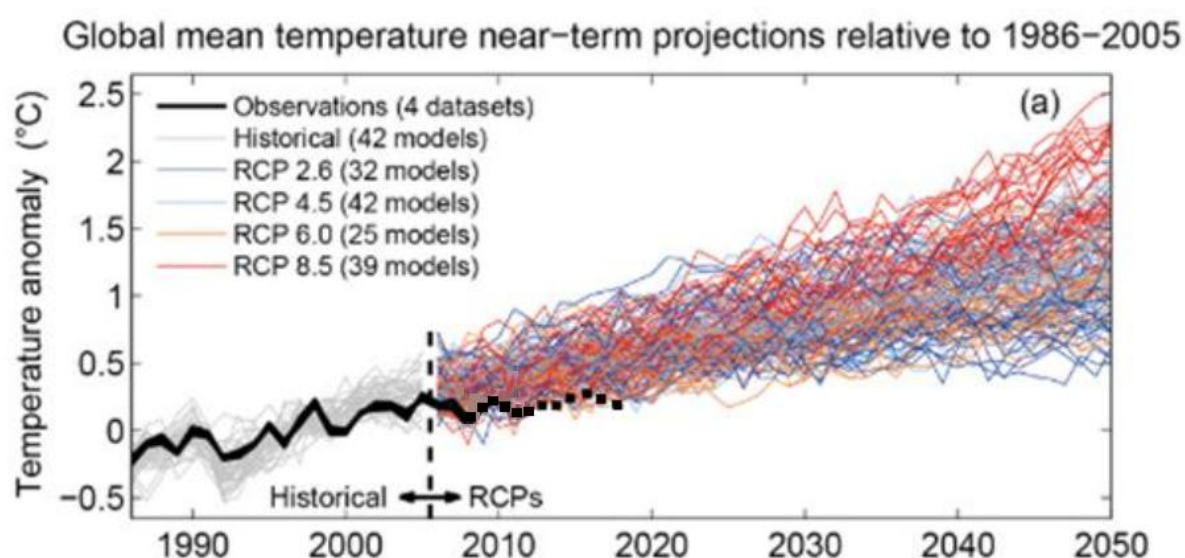 Global mean temperature near−term projections relative to 1986−2005
Temperature anomaly (°C)
2.5
2
1.5
1
0.5
0
−0.5
(a)
Observations (4 datasets)
Historical (42 models)
RCP 2.6 (32 models)
RCP 4.5 (42 models)
RCP 6.0 (25 models)
RCP 8.5 (39 models)
Historical RCPs
1990 2000 2010 2020 2030 2040 2050